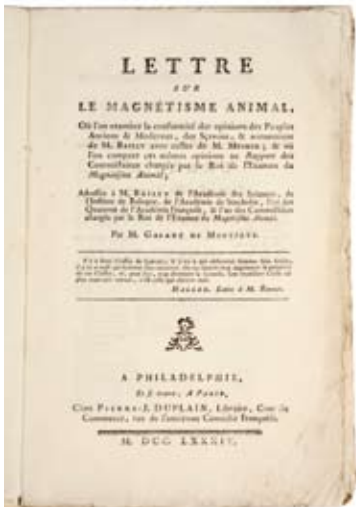 LETTRE
SUR
LE MAGNÉTISME ANIMAL,
Où l'on examine la conformité des opinions des Peuples
Anciens & Modernes, des Sçavans, & notamment
de M. BAILLY avec celles de M. MESMER; & où
l'on compare ces mêmes opinions au Rapport des
Commissaires chargés par le Roi de l'Examen du
Magnétisme Animal;
Adressée à M. BAILLY de l'Académie des Sciences, de
l'Institut de Bologne, de l'Académie de Stockolm, l'un des
Quarante de l'Académie Françoise, & l'un des Commissaires
chargés par le Roi de l'Examen du Magnétisme Animal.
Par M. GALART DE MONTJOYE.
BAILLY. Lettre à M.
A PHILADELPHIE,
Et se trouve, A PARIS,
Chez PIERRE-J. DUPLAIN, Libraire, Cour du
Commerce, rue de l'ancienne Comédie Françoise.
M. DCC LXXXIV.